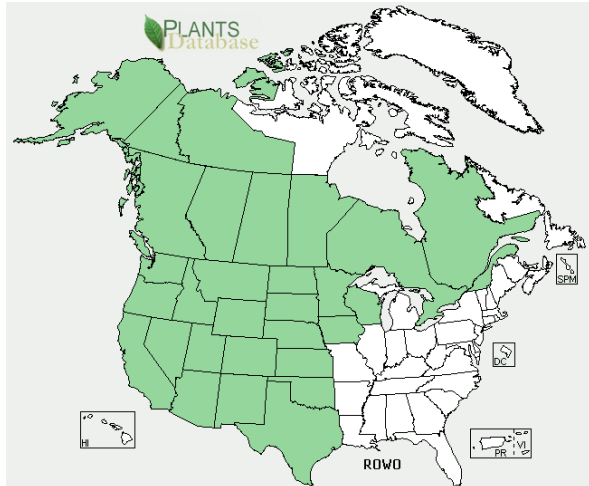 PLANTS
Database
SPM
DC
HI
PR
VI
ROWO